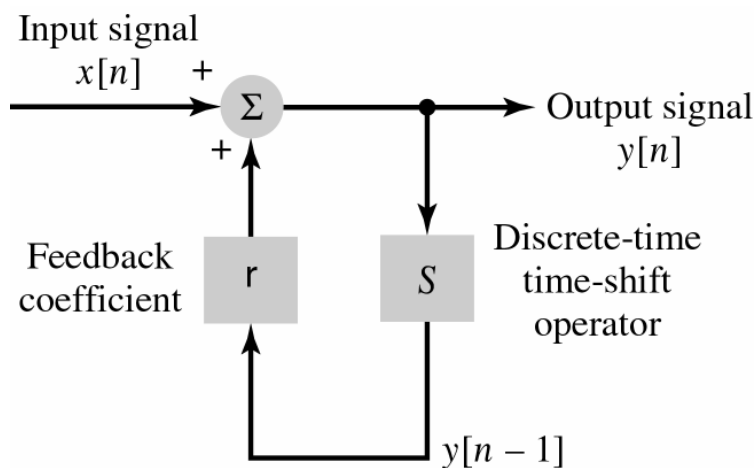 Input signal
x[n]
+
Σ
Output signal
y[n]
+
Feedback
coefficient
r
S
Discrete-time
time-shift
operator
y[n − 1]